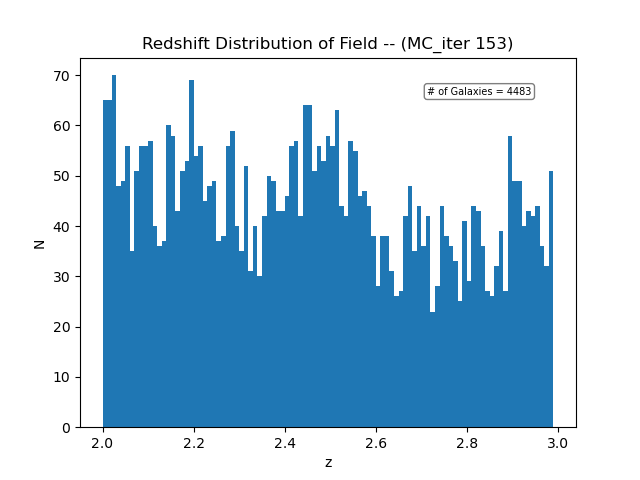 Redshift Distribution of Field -- (MC_iter 153)
# of Galaxies = 4483
N
70
60
50
40
30
20
10
0
2.0 2.2 2.4 2.6 2.8 3.0
z